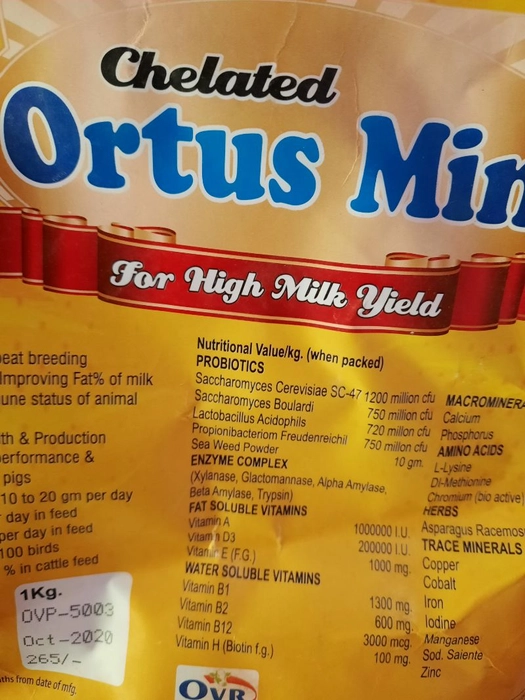 Chelated
Ortus Min
For High Milk Yield
eat breeding
Improving Fat% of milk
une status of animal
th & Production
erformance &
pigs
10 to 20 gm per day
day in feed
per day in feed
100 birds
% in cattle feed
1Kg.
OVP-5003
Oct-2020
265/-
ths from date of mfg.
Nutritional Value/kg. (when packed)
PROBIOTICS
Saccharomyces Cerevisiae SC-47 1200 million cfu
Saccharomyces Boulardi 750 million cfu
Lactobacillus Acidophils 720 millon cfu
Propionibacteriom Freudenreichil 750 millon cfu
Sea Weed Powder 10 gm.
ENZYME COMPLEX
(Xylanase, Glactomannase, Alpha Amylase,
Beta Amylase, Trypsin)
FAT SOLUBLE VITAMINS
Vitamin A 1000000 I.U.
Vitamin D3 200000 I.U.
Vitamin E (F.G.) 1000 mg.
WATER SOLUBLE VITAMINS
Vitamin B1 1300 mg.
Vitamin B2 600 mg.
Vitamin B12 3000 mcg.
Vitamin H (Biotin f.g.) 100 mg.
MACROMINERA
Calcium
Phosphorus
AMINO ACIDS
L-Lysine
Dl-Methionine
Chromium (bio active)
HERBS
Asparagus Racemos
TRACE MINERALS
Copper
Cobalt
Iron
Iodine
Manganese
Sod. Salente
Zinc
OVR